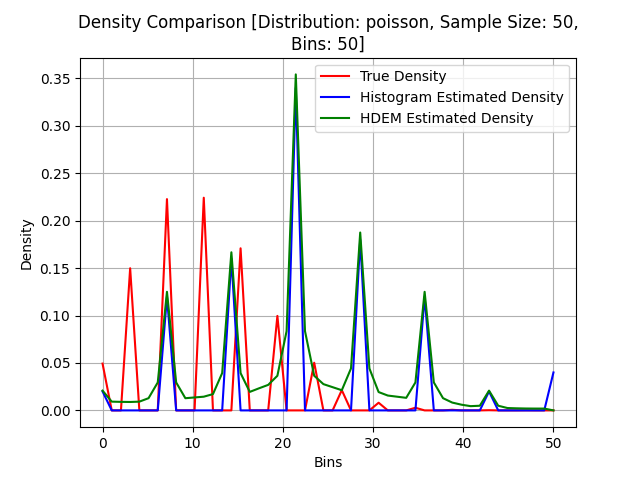 Density Comparison [Distribution: poisson, Sample Size: 50,
Bins: 50]
True Density
Histogram Estimated Density
HDEM Estimated Density
0.35
0.30
0.25
0.20
0.15
0.10
0.05
0.00
Density
0 10 20 30 40 50
Bins